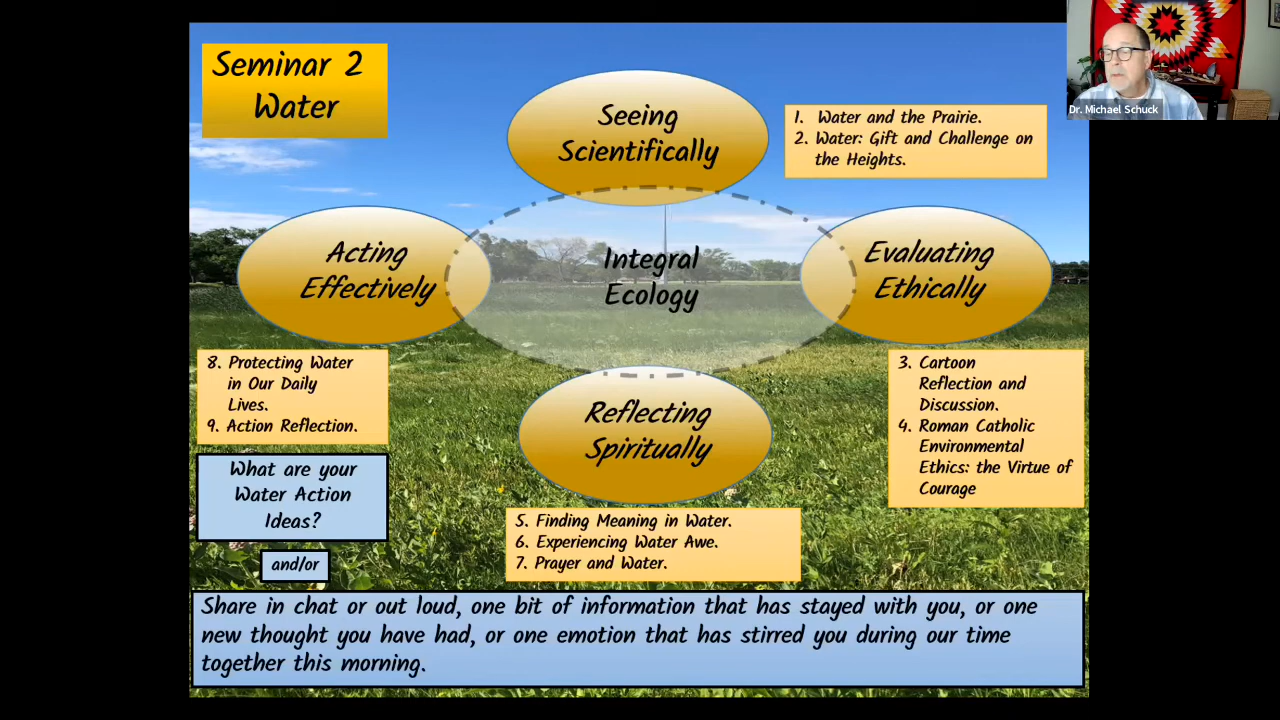 Seminar 2
Water
Seeing
Scientifically
1. Water and the Prairie.
2. Water: Gift and Challenge on
the Heights.
Dr. Michael Schuck
Acting
Effectively
Integral
Ecology
Evaluating
Ethically
8. Protecting Water
in Our Daily
Lives.
9. Action Reflection.
3. Cartoon
Reflection and
Discussion.
4. Roman Catholic
Environmental
Ethics: the Virtue of
Courage
Reflecting
Spiritually
What are your
Water Action
Ideas?
5. Finding Meaning in Water.
6. Experiencing Water Awe.
7. Prayer and Water.
and/or
Share in chat or out loud, one bit of information that has stayed with you, or one
new thought you have had, or one emotion that has stirred you during our time
together this morning.